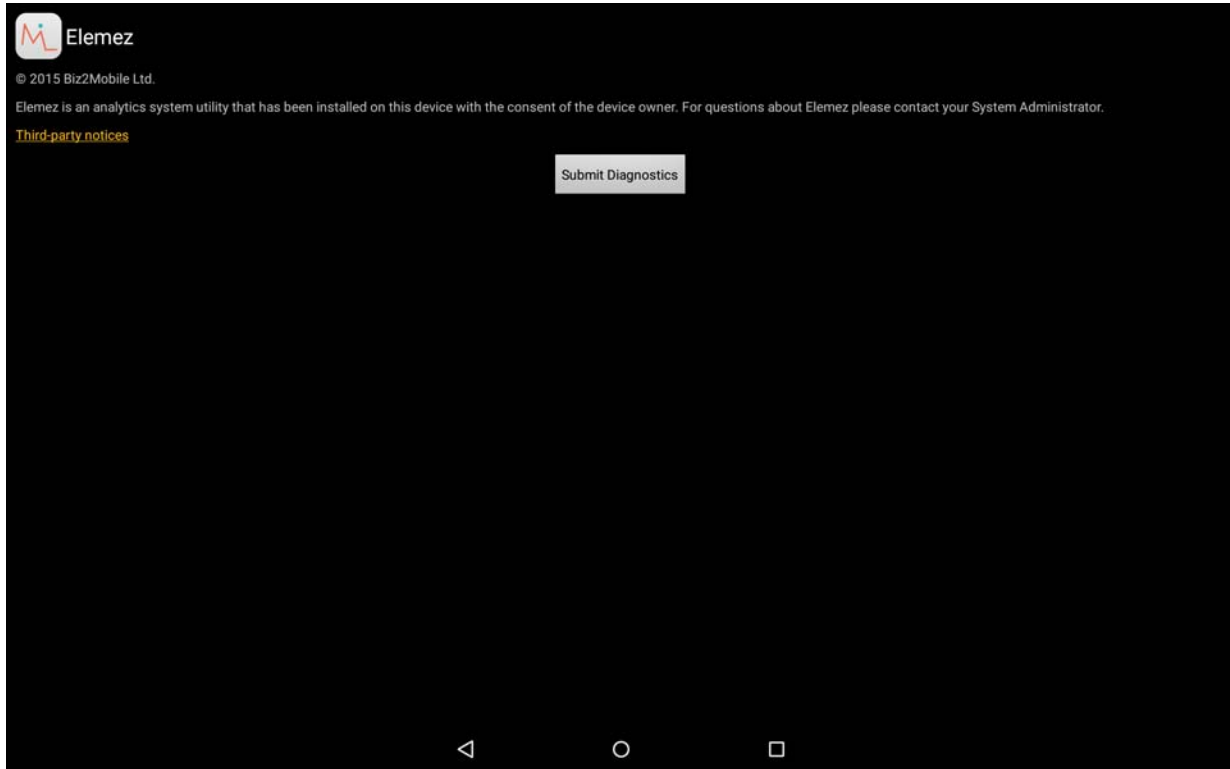 Elemez
© 2015 Biz2Mobile Ltd.
Elemez is an analytics system utility that has been installed on this device with the consent of the device owner. For questions about Elemez please contact your System Administrator.
Third-party notices
Submit Diagnostics